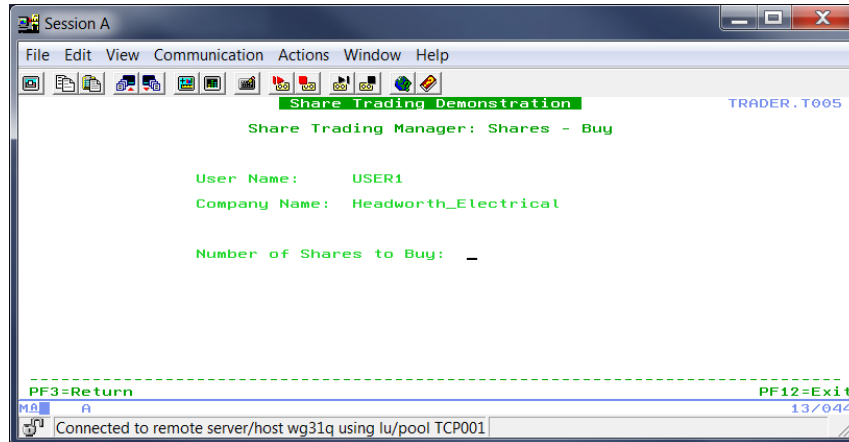 Session A
File Edit View Communication Actions Window Help
Share Trading Demonstration TRADER.T005
Share Trading Manager: Shares - Buy
User Name: USER1
Company Name: Headworth_Electrical
Number of Shares to Buy: _
PF3=Return PF12=Exit
MA A 13/044
Connected to remote server/host wg31q using lu/pool TCP001